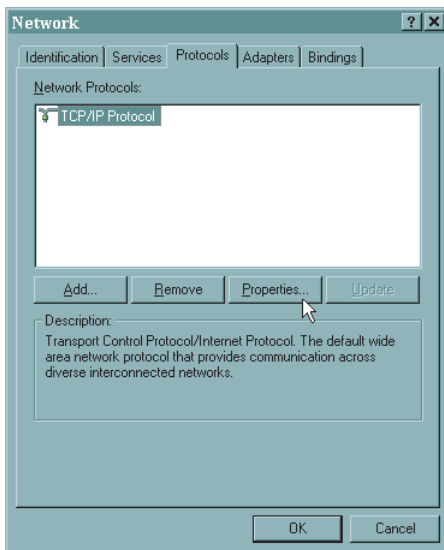 Network
Identification Services Protocols Adapters Bindings
Network Protocols:
TCP/IP Protocol
Add... Remove Properties... Update
Description:
Transport Control Protocol/Internet Protocol. The default wide
area network protocol that provides communication across
diverse interconnected networks.
OK Cancel